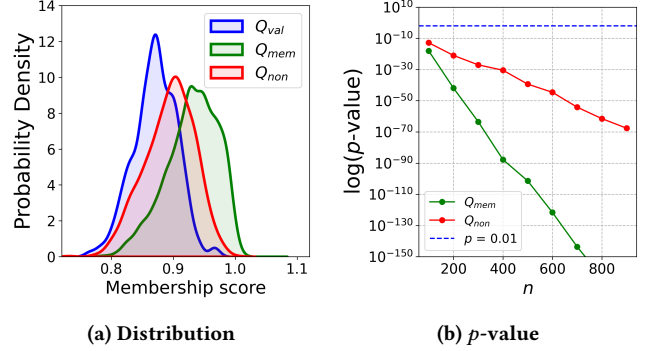 14
12
10
8
6
4
2
0
Probability Density
Q_val
Q_mem
Q_non
0.8 0.9 1.0 1.1
Membership score
(a) Distribution
10^10
10^-10
10^-30
10^-50
10^-70
10^-90
10^-110
10^-130
10^-150
log(p-value)
Q_mem
Q_non
p = 0.01
200 400 600 800
n
(b) p-value